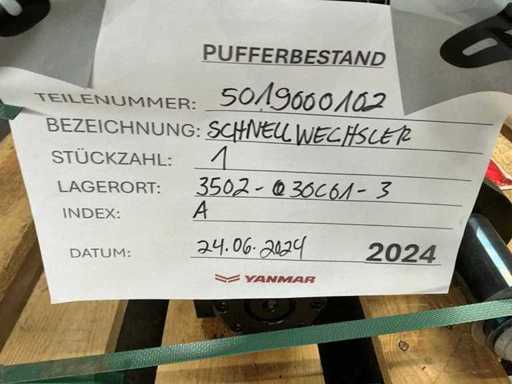 PUFFERBESTAND
TEILENUMMER: 5019000102
BEZEICHNUNG: SCHNELLWECHSLER
STÜCKZAHL: 1
LAGERORT: 3502-030C61-3
INDEX: A
DATUM: 24.06.2024 2024
YANMAR